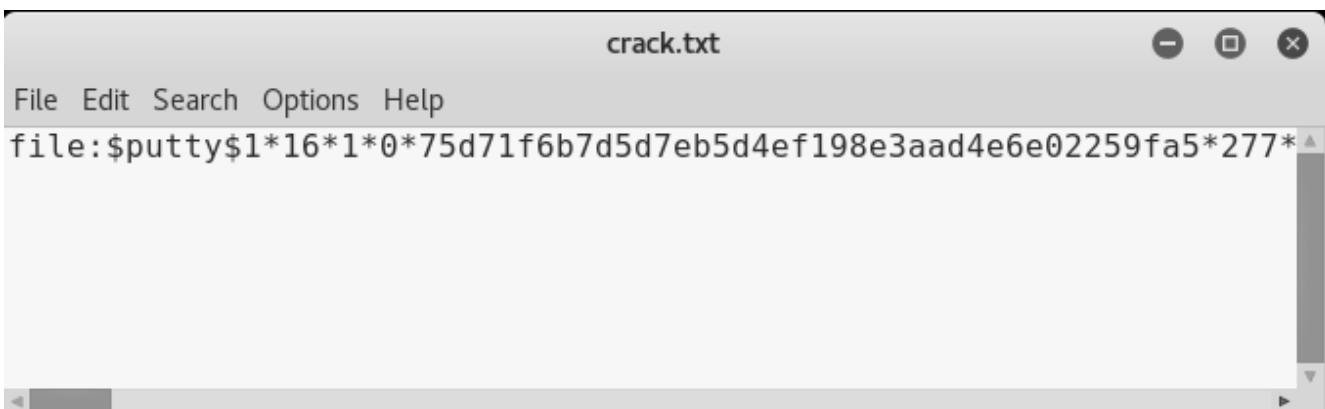 crack.txt
File Edit Search Options Help
file:$putty$1*16*1*0*75d71f6b7d5d7eb5d4ef198e3aad4e6e02259fa5*277*